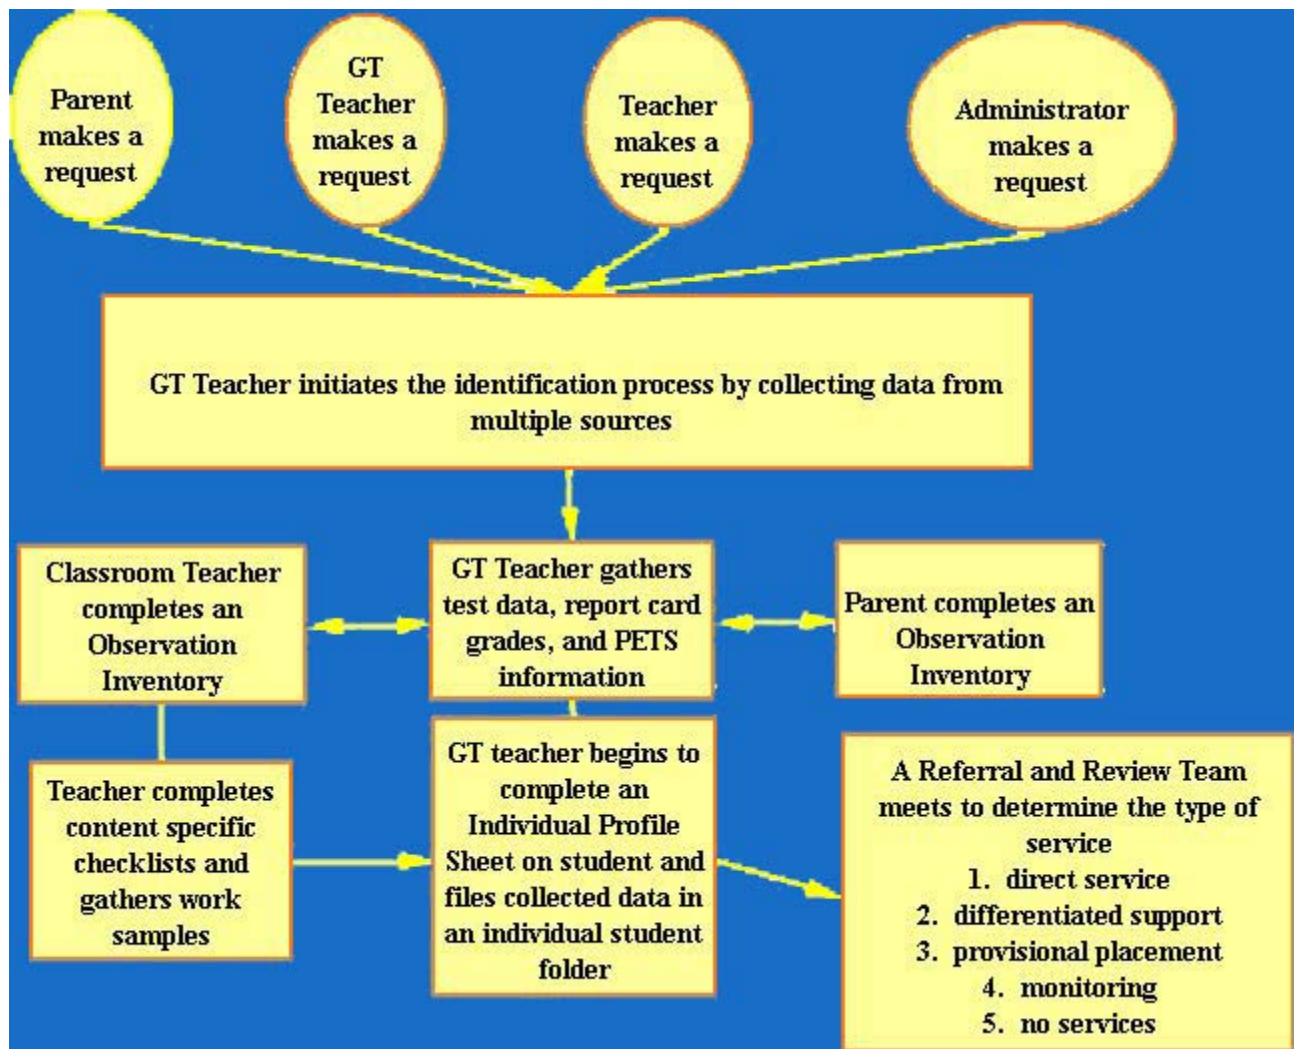 Parent
makes a
request
GT
Teacher
makes a
request
Teacher
makes a
request
Administrator
makes a
request
GT Teacher initiates the identification process by collecting data from
multiple sources
Classroom Teacher
completes an
Observation
Inventory
GT Teacher gathers
test data, report card
grades, and PETS
information
Parent completes an
Observation
Inventory
Teacher completes
content specific
checklists and
gathers work
samples
GT teacher begins to
complete an
Individual Profile
Sheet on student and
files collected data in
an individual student
folder
A Referral and Review Team
meets to determine the type of
service
1. direct service
2. differentiated support
3. provisional placement
4. monitoring
5. no services